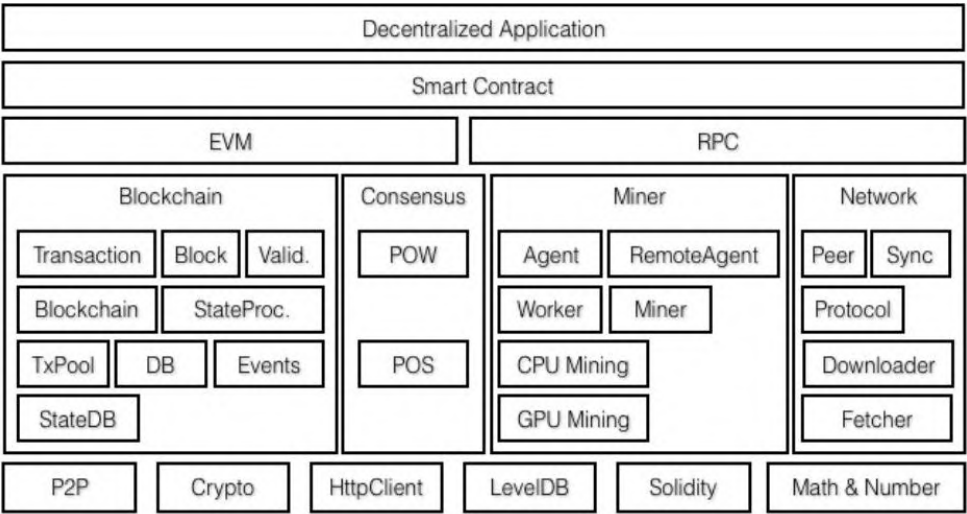 Decentralized Application
Smart Contract
EVM RPC
Blockchain Consensus Miner Network
Transaction Block Valid. POW Agent RemoteAgent Peer Sync
Blockchain StateProc. Worker Miner Protocol
TxPool DB Events POS CPU Mining Downloader
StateDB GPU Mining Fetcher
P2P Crypto HttpClient LevelDB Solidity Math & Number